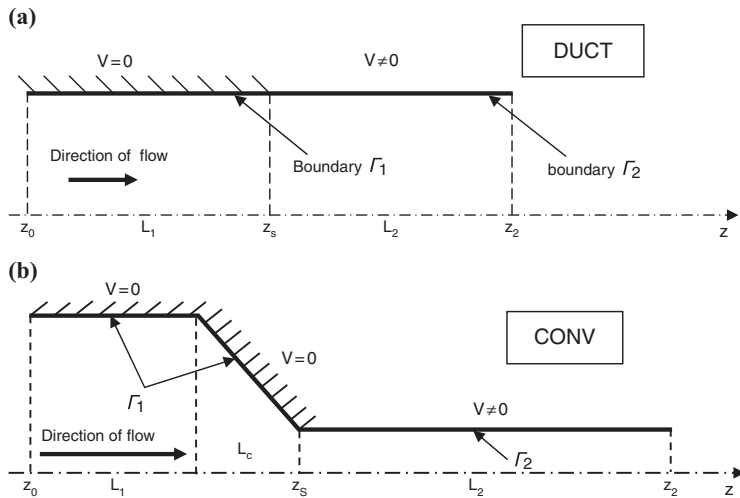 (a)
V=0 V≠0 DUCT
Direction of flow Boundary Γ1 boundary Γ2
z0 L1 zs L2 z2 z
(b)
V=0
CONV
V=0
Γ1 V≠0
Direction of flow Lc Γ2
z0 L1 zS L2 z2 z